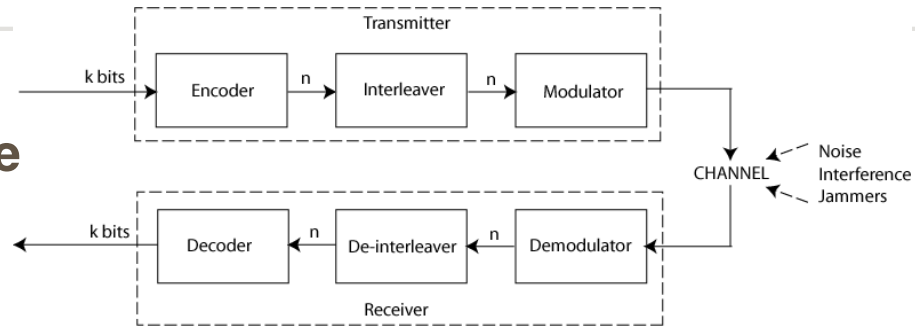 Transmitter
k bits
Encoder
n
Interleaver
n
Modulator
e
CHANNEL
Noise
Interference
Jammers
k bits
Decoder
n
De-interleaver
n
Demodulator
Receiver